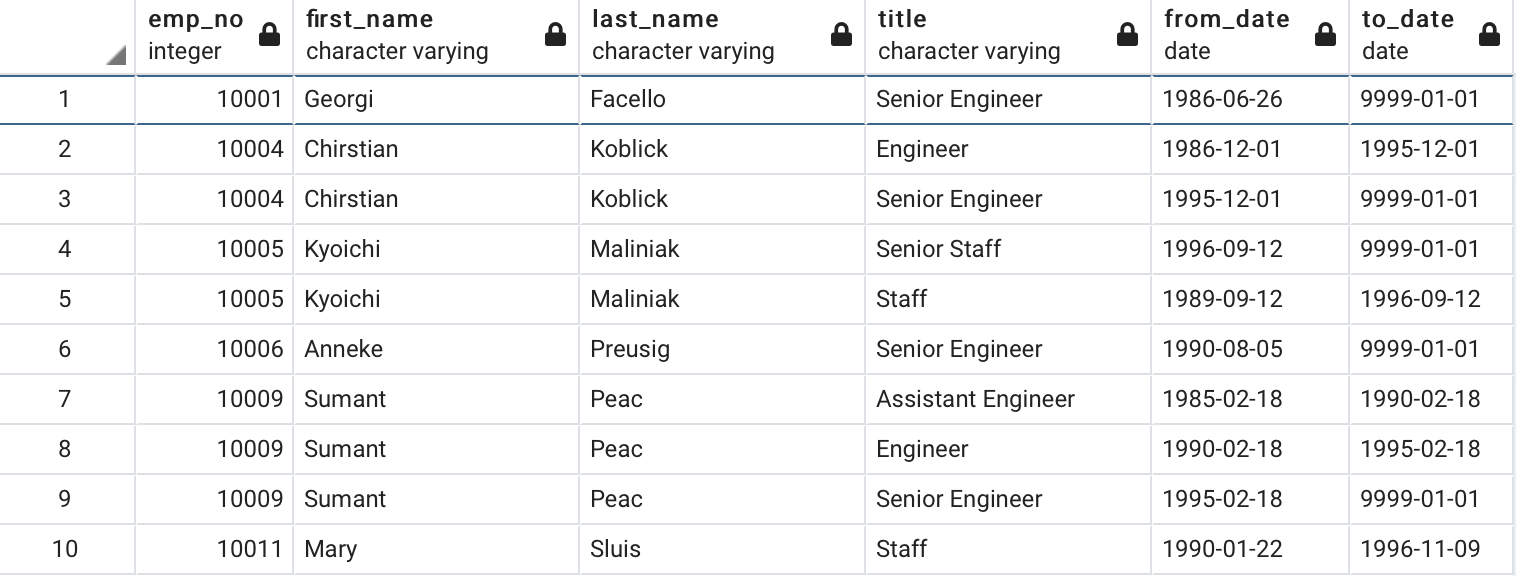 emp_no first_name last_name title from_date to_date
integer character varying character varying character varying date date
1 10001 Georgi Facello Senior Engineer 1986-06-26 9999-01-01
2 10004 Chirstian Koblick Engineer 1986-12-01 1995-12-01
3 10004 Chirstian Koblick Senior Engineer 1995-12-01 9999-01-01
4 10005 Kyoichi Maliniak Senior Staff 1996-09-12 9999-01-01
5 10005 Kyoichi Maliniak Staff 1989-09-12 1996-09-12
6 10006 Anneke Preusig Senior Engineer 1990-08-05 9999-01-01
7 10009 Sumant Peac Assistant Engineer 1985-02-18 1990-02-18
8 10009 Sumant Peac Engineer 1990-02-18 1995-02-18
9 10009 Sumant Peac Senior Engineer 1995-02-18 9999-01-01
10 10011 Mary Sluis Staff 1990-01-22 1996-11-09